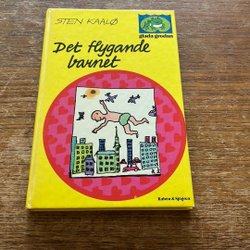 STEN KAALØ
glada grodan
Det flygande
barnet
Rabén & Sjögren